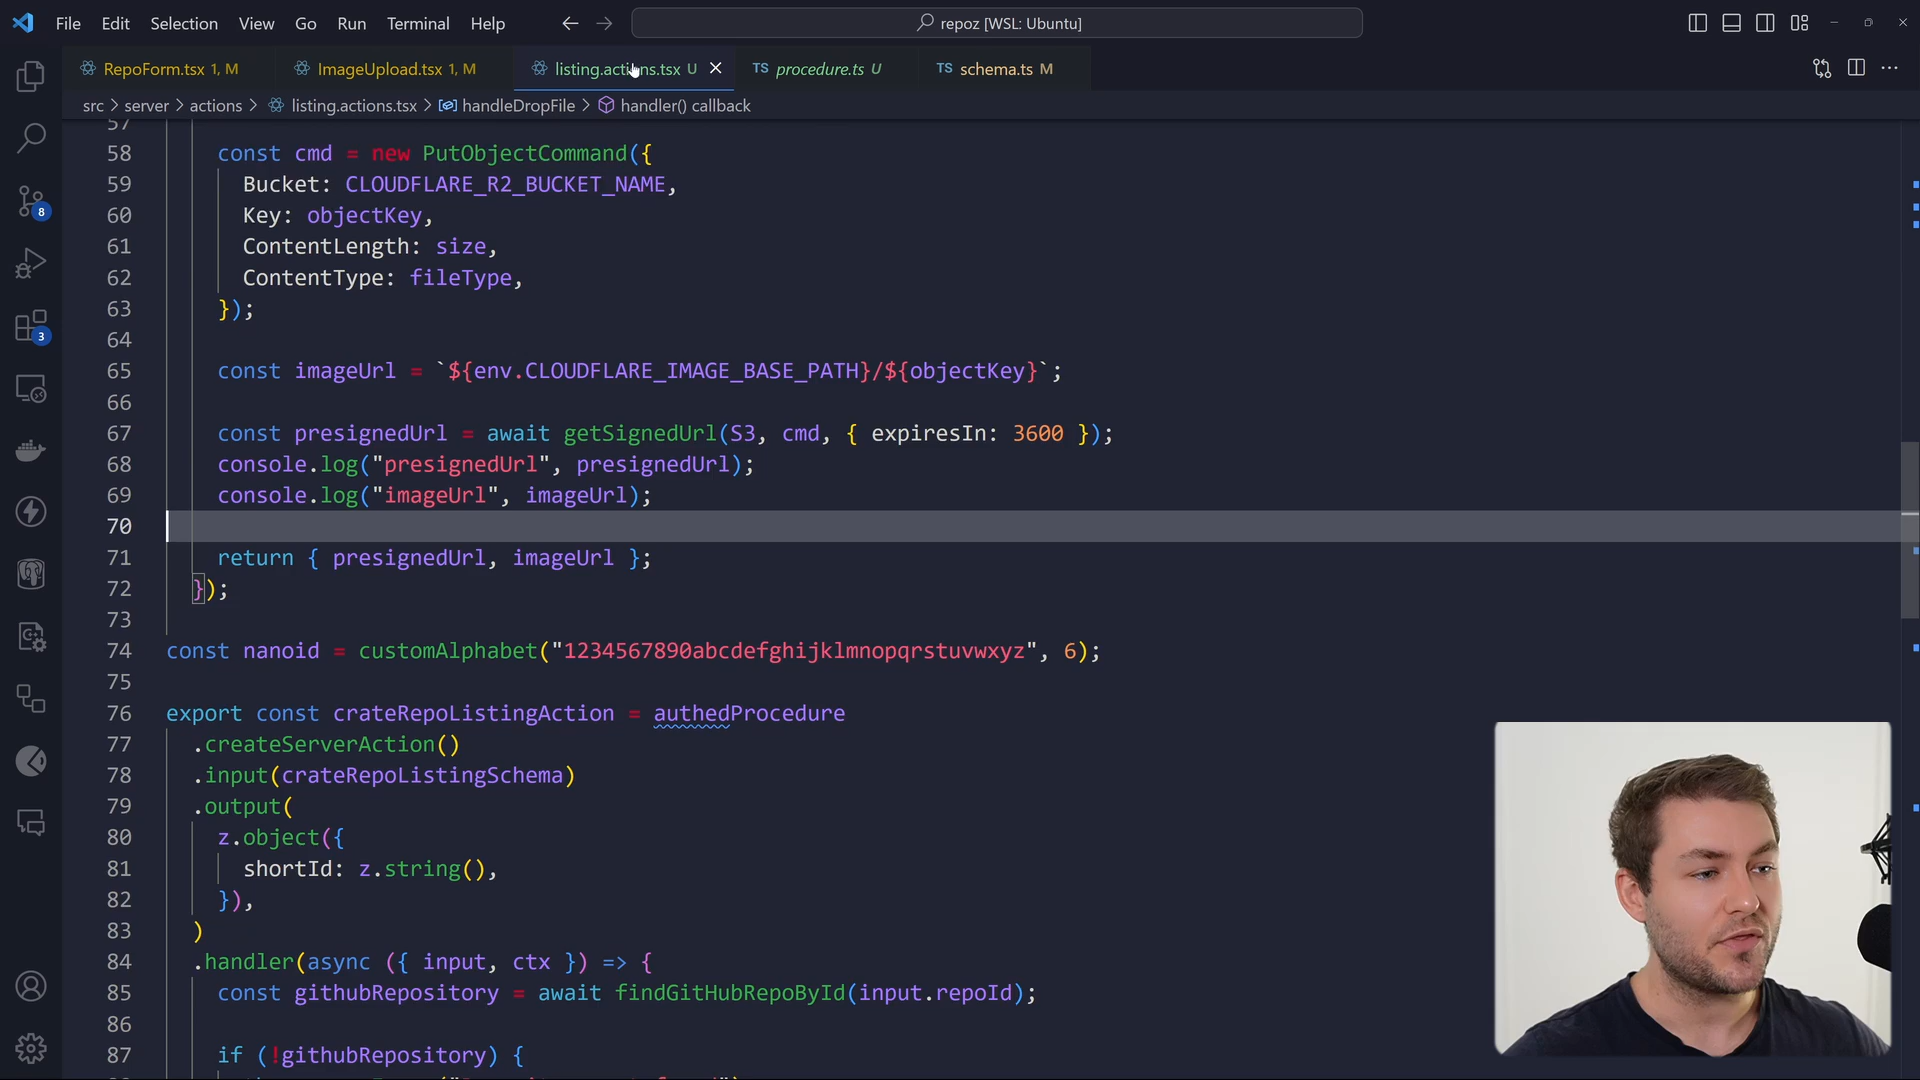 File Edit Selection View Go Run Terminal Help
repoz [WSL: Ubuntu]
RepoForm.tsx 1, M
ImageUpload.tsx 1, M
listing.actions.tsx U
TS procedure.ts U
TS schema.ts M
src > server > actions > listing.actions.tsx > handleDropFile > handler() callback
57
58 const cmd = new PutObjectCommand({
59 Bucket: CLOUDFLARE_R2_BUCKET_NAME,
60 Key: objectKey,
61 ContentLength: size,
62 ContentType: fileType,
63 });
64
65 const imageUrl = `${env.CLOUDFLARE_IMAGE_BASE_PATH}/${objectKey}`;
66
67 const presignedUrl = await getSignedUrl(S3, cmd, { expiresIn: 3600 });
68 console.log("presignedUrl", presignedUrl);
69 console.log("imageUrl", imageUrl);
70
71 return { presignedUrl, imageUrl };
72 });
73
74 const nanoid = customAlphabet("1234567890abcdefghijklmnopqrstuvwxyz", 6);
75
76 export const crateRepoListingAction = authedProcedure
77 .createServerAction()
78 .input(crateRepoListingSchema)
79 .output(
80 z.object({
81 shortId: z.string(),
82 }),
83 )
84 .handler(async ({ input, ctx }) => {
85 const githubRepository = await findGitHubRepoById(input.repoId);
86
87 if (!githubRepository) {
8
3